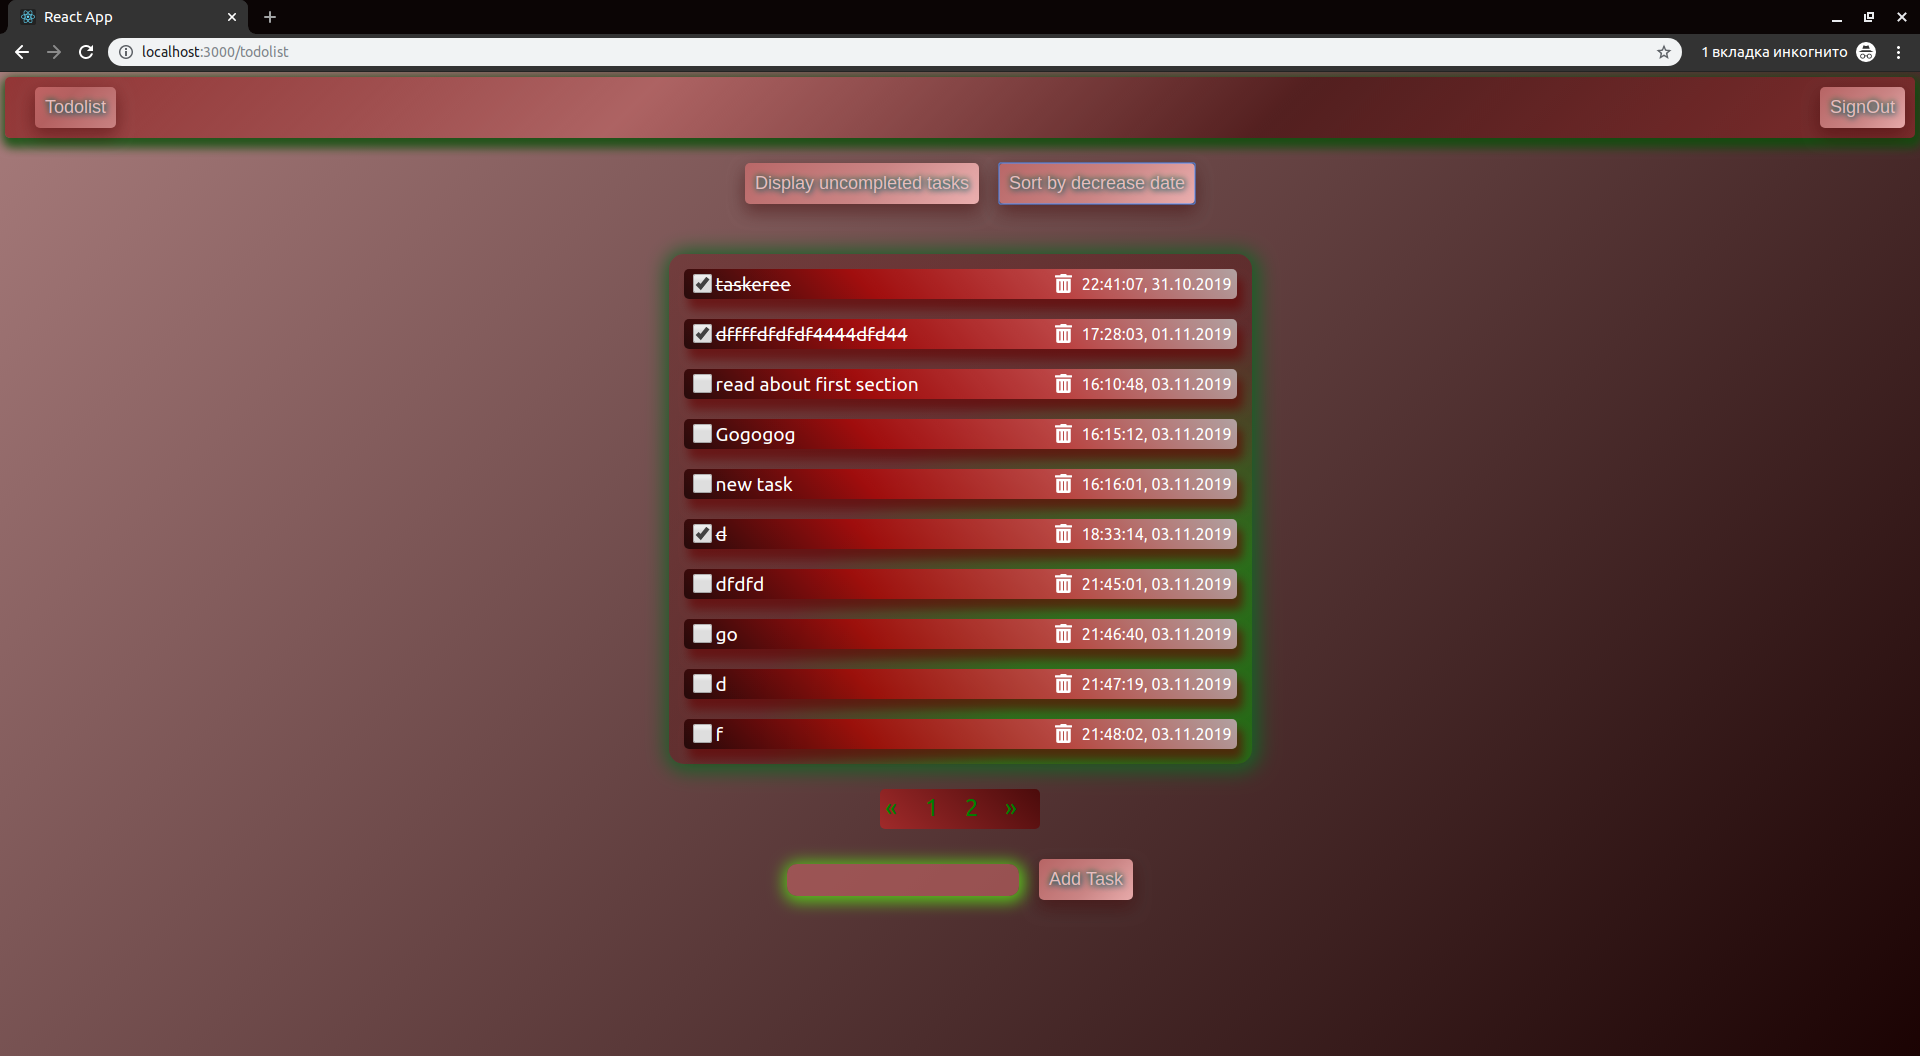 React App
localhost:3000/todolist
1 вкладка инкогнито
Todolist
SignOut
Display uncompleted tasks
Sort by decrease date
taskeree 22:41:07, 31.10.2019
dffffdfdfdf4444dfd44 17:28:03, 01.11.2019
read about first section 16:10:48, 03.11.2019
Gogogog 16:15:12, 03.11.2019
new task 16:16:01, 03.11.2019
d 18:33:14, 03.11.2019
dfdfd 21:45:01, 03.11.2019
go 21:46:40, 03.11.2019
d 21:47:19, 03.11.2019
f 21:48:02, 03.11.2019
« 1 2 »
Add Task